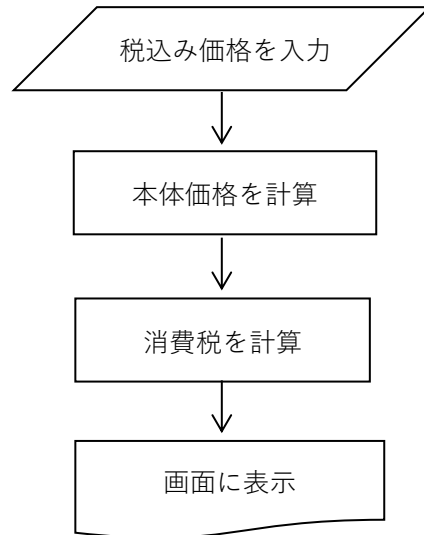 税込み価格を入力
本体価格を計算
消費税を計算
画面に表示